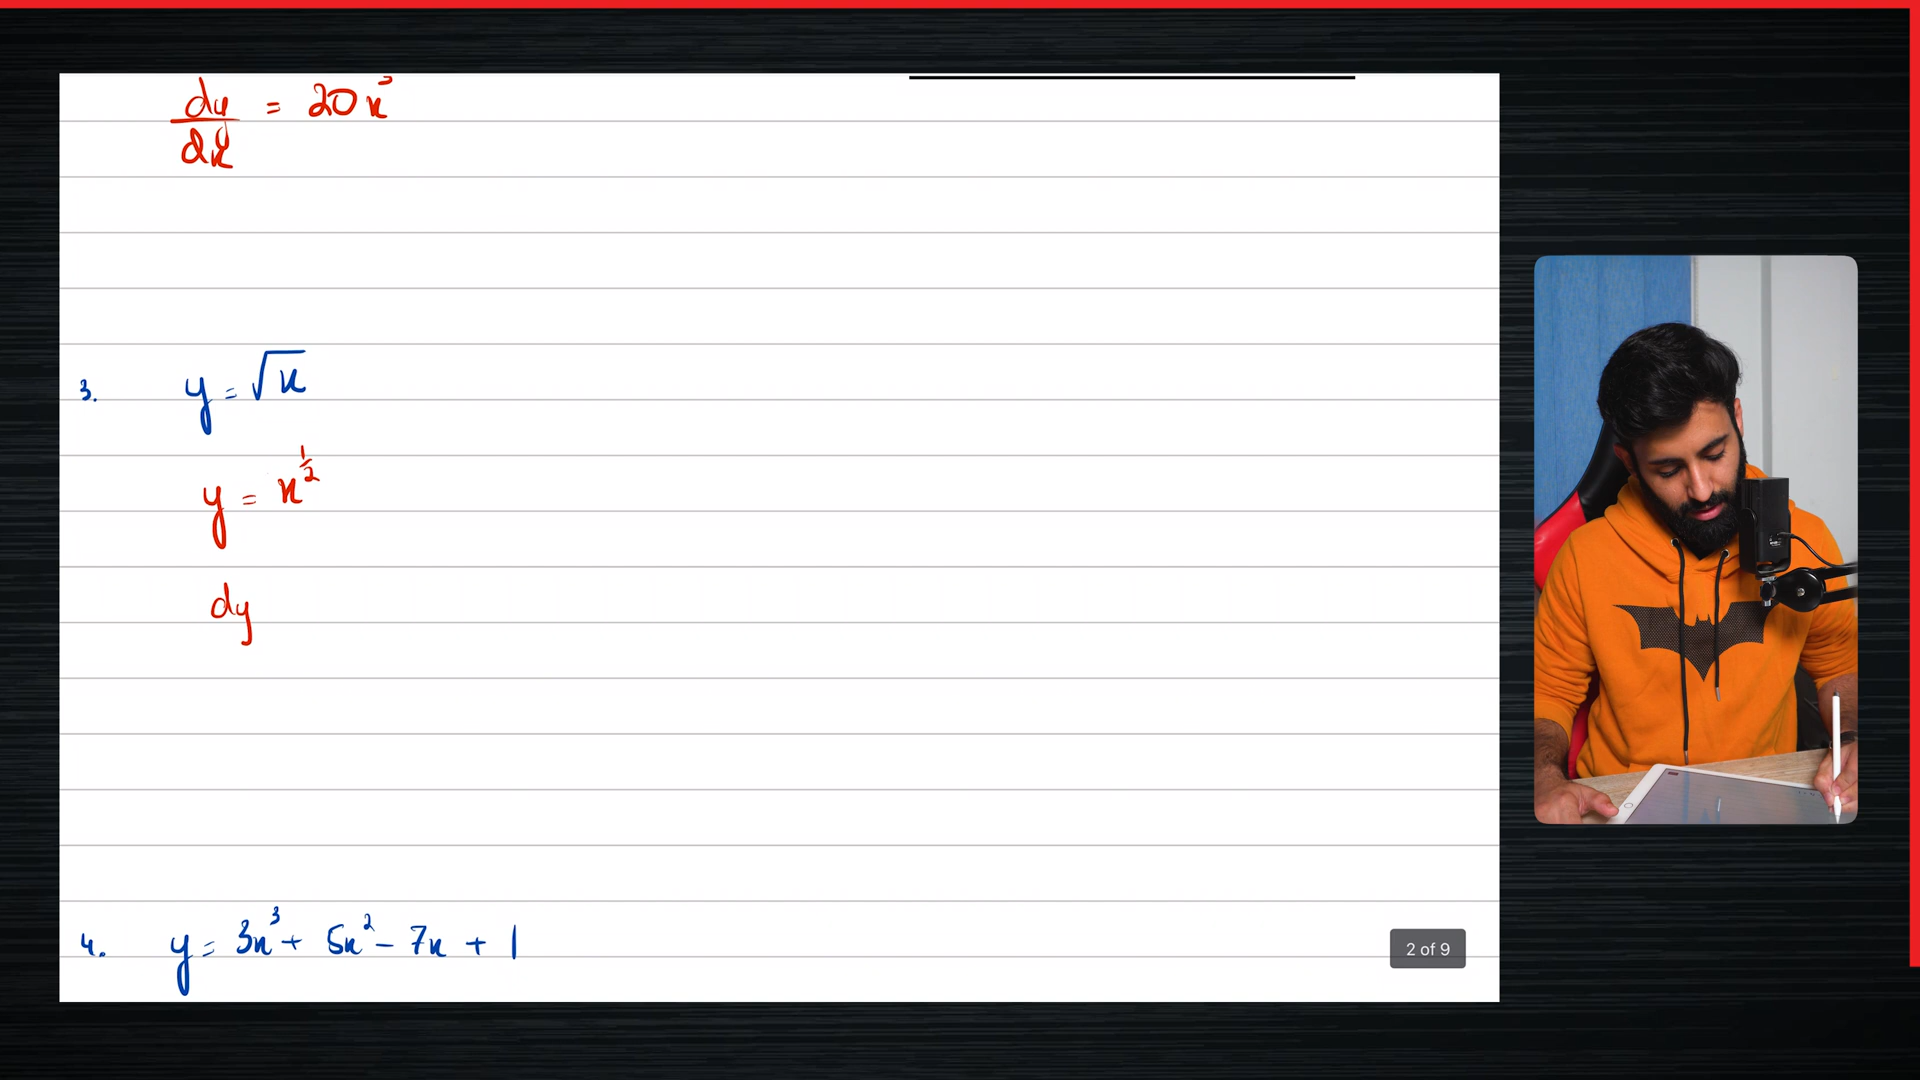 dy/dx = 20x³
3. y = √x
y = x^½
dy
4. y = 3x³ + 5x² - 7x + 1
2 of 9